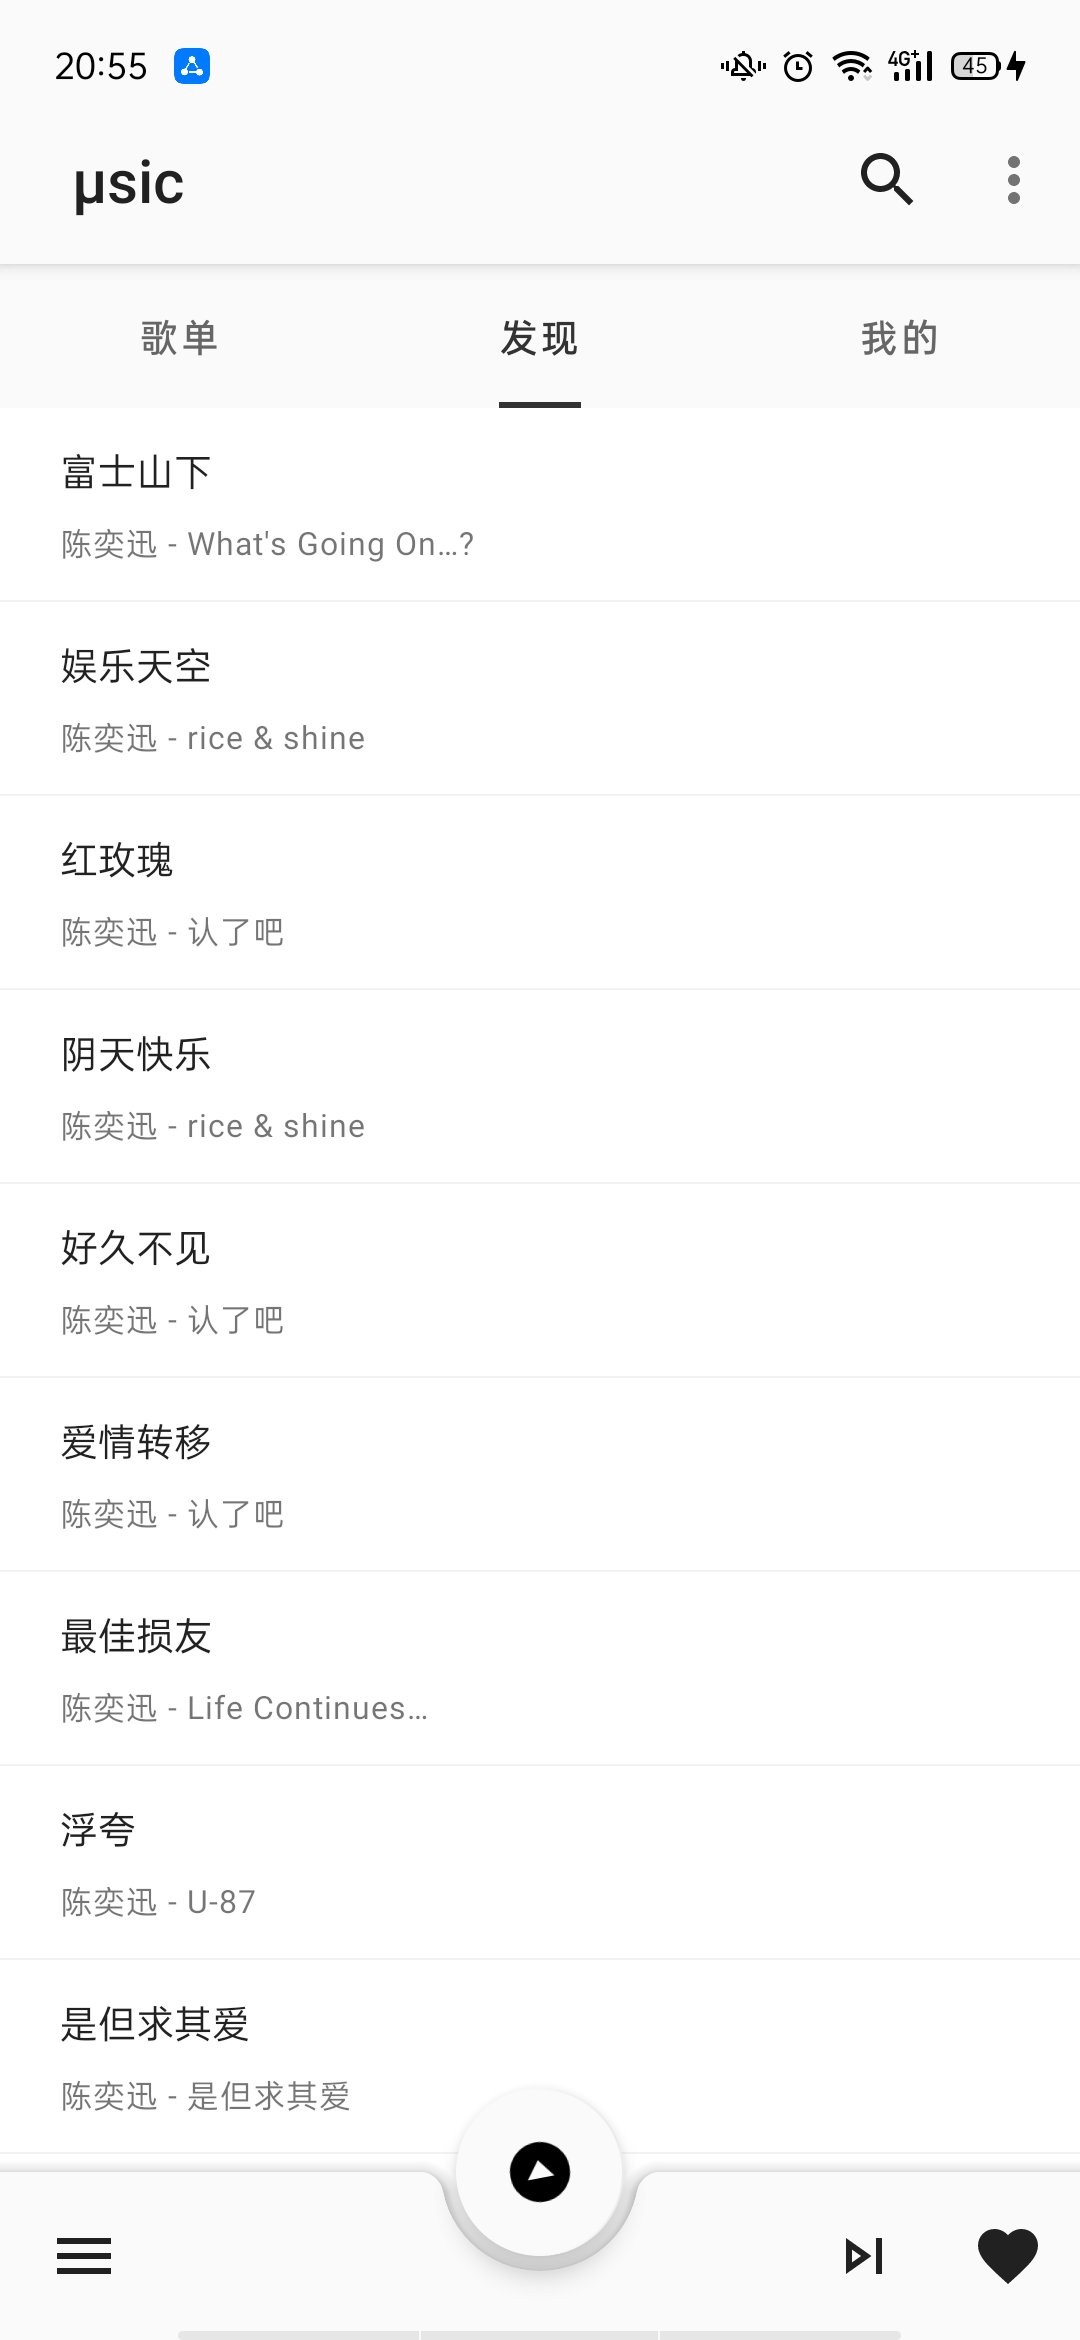 20:55
4G+
45
µsic
歌单
发现
我的
富士山下
陈奕迅 - What's Going On…?
娱乐天空
陈奕迅 - rice & shine
红玫瑰
陈奕迅 - 认了吧
阴天快乐
陈奕迅 - rice & shine
好久不见
陈奕迅 - 认了吧
爱情转移
陈奕迅 - 认了吧
最佳损友
陈奕迅 - Life Continues…
浮夸
陈奕迅 - U-87
是但求其爱
陈奕迅 - 是但求其爱